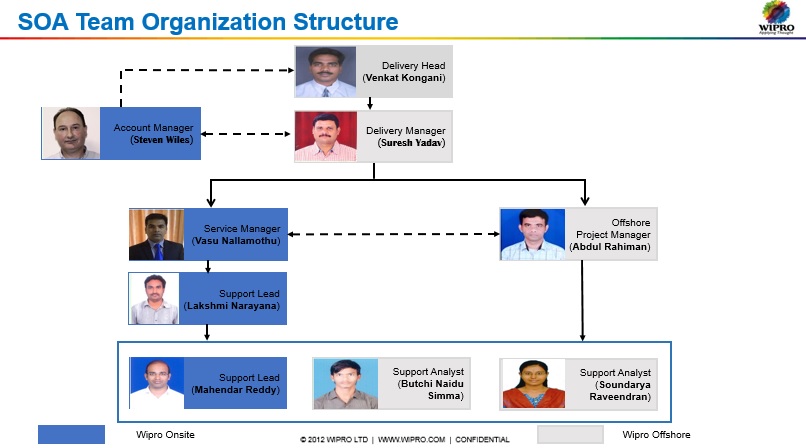 SOA Team Organization Structure
WIPRO
Applying Thought
Delivery Head
(Venkat Kongani)
Account Manager
(Steven Wiles)
Delivery Manager
(Suresh Yadav)
Service Manager
(Vasu Nallamothu)
Offshore
Project Manager
(Abdul Rahiman)
Support Lead
(Lakshmi Narayana)
Support Lead
(Mahendar Reddy)
Support Analyst
(Butchi Naidu
Simma)
Support Analyst
(Soundarya
Raveendran)
Wipro Onsite
© 2012 WIPRO LTD | WWW.WIPRO.COM | CONFIDENTIAL
Wipro Offshore